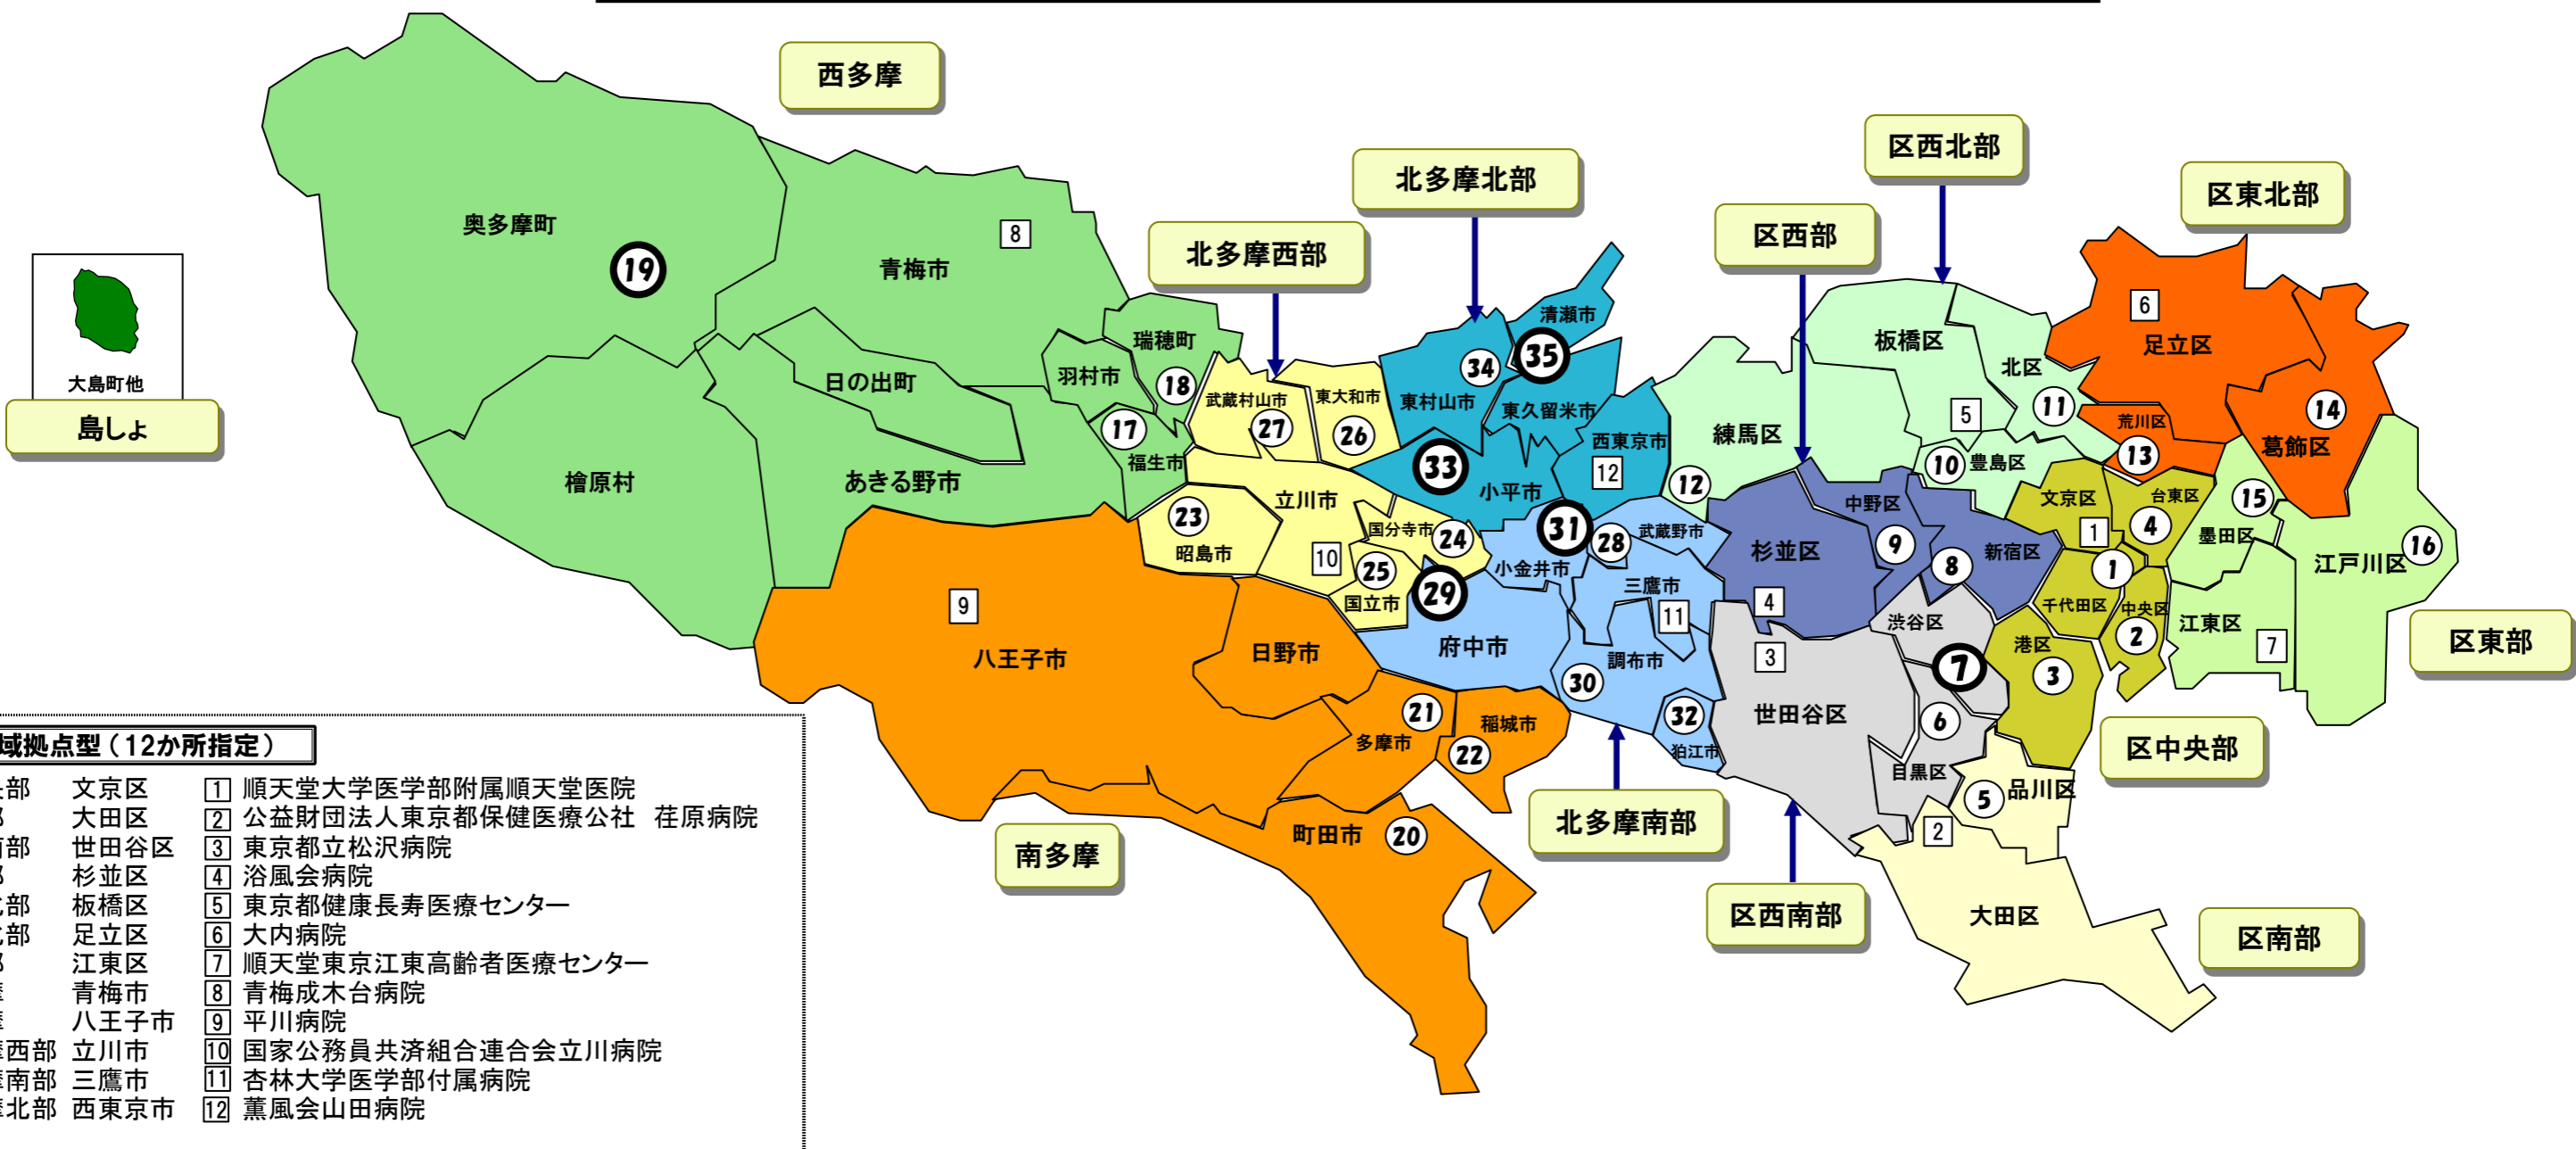 西多摩
区西北部
北多摩北部
区東北部
区西部
北多摩西部
奥多摩町
19
8
青梅市
大島町他
島しょ
瑞穂町
18
羽村市
日の出町
17
福生市
檜原村
あきる野市
武蔵村山市
27
東大和市
26
立川市
10
23
昭島市
国分寺市
24
25
国立市
清瀬市
35
34
東村山市
東久留米市
33
小平市
西東京市
12
31
小金井市
28
武蔵野市
三鷹市
11
29
府中市
調布市
30
32
狛江市
板橋区
5
北区
11
練馬区
12
10
豊島区
6
足立区
荒川区
13
14
葛飾区
中野区
9
杉並区
4
8
新宿区
文京区
1
台東区
4
1
千代田区
中央区
2
港区
3
15
墨田区
江東区
7
江戸川区
16
区東部
渋谷区
7
3
世田谷区
6
目黒区
5
品川区
2
大田区
区中央部
区南部
区西南部
北多摩南部
9
八王子市
日野市
21
多摩市
稲城市
22
町田市
20
南多摩
域拠点型(12か所指定)
部 文京区 1 順天堂大学医学部附属順天堂医院
部 大田区 2 公益財団法人東京都保健医療公社 荏原病院
南部 世田谷区 3 東京都立松沢病院
部 杉並区 4 浴風会病院
北部 板橋区 5 東京都健康長寿医療センター
北部 足立区 6 大内病院
部 江東区 7 順天堂東京江東高齢者医療センター
摩 青梅市 8 青梅成木台病院
摩 八王子市 9 平川病院
摩西部 立川市 10 国家公務員共済組合連合会立川病院
摩南部 三鷹市 11 杏林大学医学部付属病院
摩北部 西東京市 12 薫風会山田病院